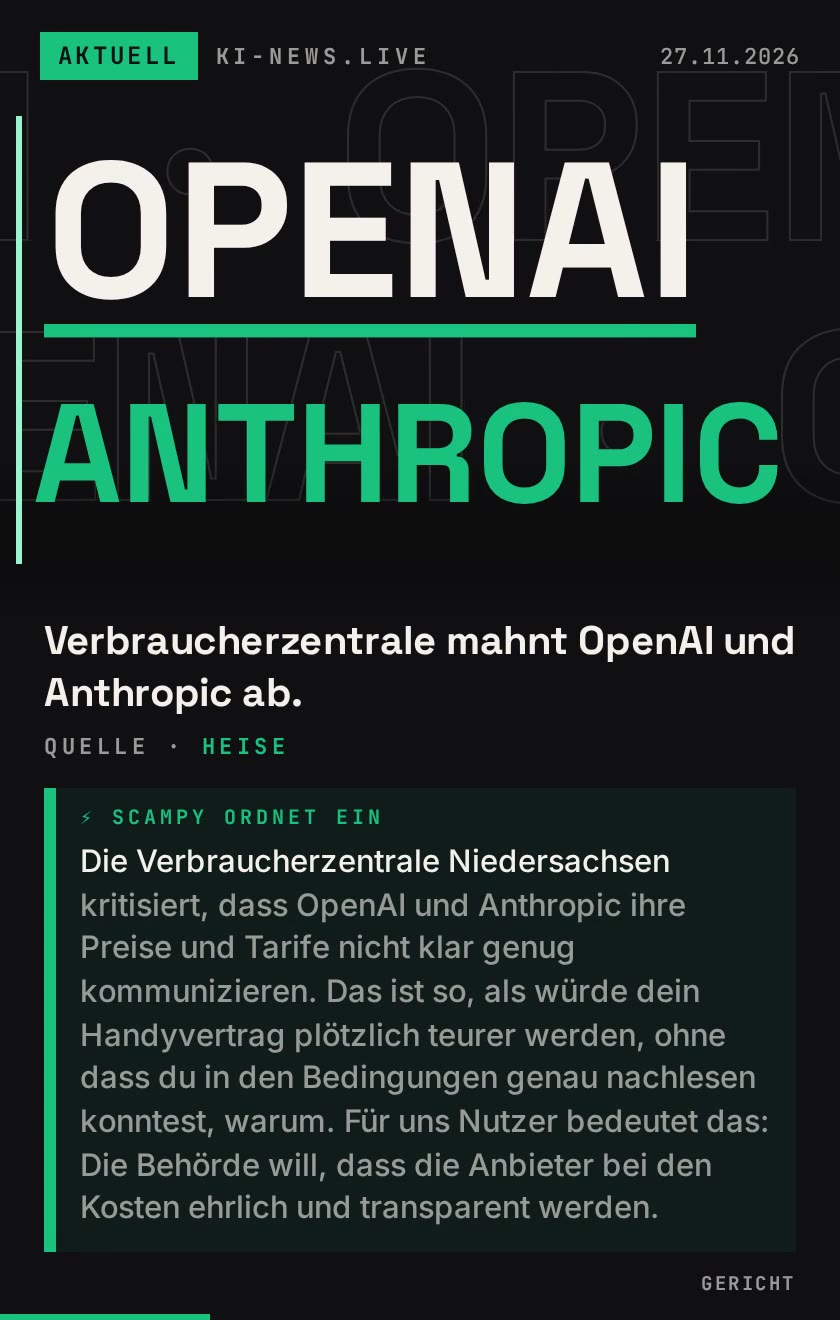 AKTUELL KI-NEWS.LIVE 27.11.2026
OPENAI
ANTHROPIC
Verbraucherzentrale mahnt OpenAI und
Anthropic ab.
QUELLE · HEISE
⚡ SCAMPY ORDNET EIN
Die Verbraucherzentrale Niedersachsen
kritisiert, dass OpenAI und Anthropic ihre
Preise und Tarife nicht klar genug
kommunizieren. Das ist so, als würde dein
Handyvertrag plötzlich teurer werden, ohne
dass du in den Bedingungen genau nachlesen
konntest, warum. Für uns Nutzer bedeutet das:
Die Behörde will, dass die Anbieter bei den
Kosten ehrlich und transparent werden.
GERICHT